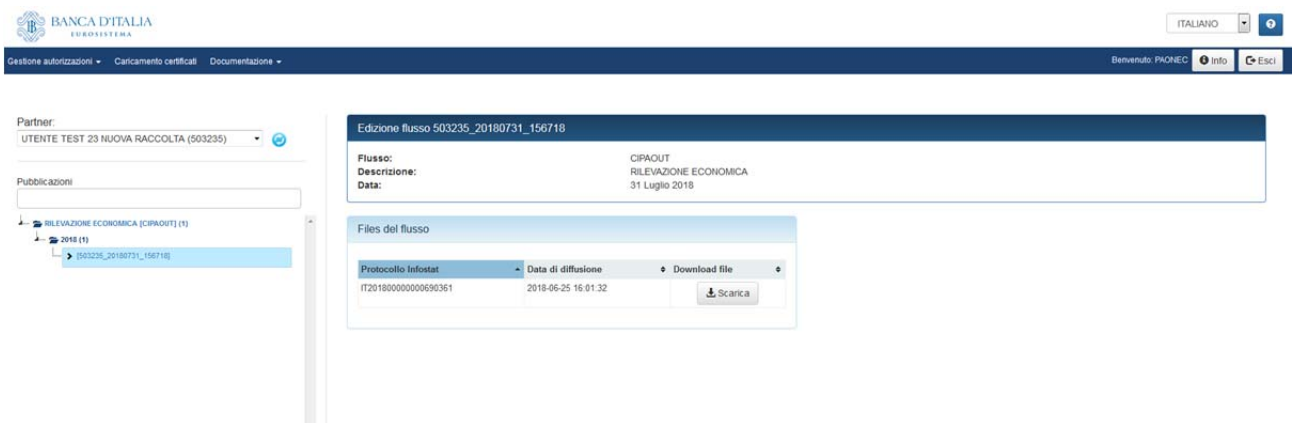 BANCA D'ITALIA
EUROSISTEMA
ITALIANO
Gestione autorizzazioni Caricamento certificati Documentazione Benvenuto: PAONEC Info Esci
Partner:
UTENTE TEST 23 NUOVA RACCOLTA (503235)
Pubblicazioni
RILEVAZIONE ECONOMICA [CIPAOUT] (1)
2018 (1)
[503235_20180731_156718]
Edizione flusso 503235_20180731_156718
Flusso: CIPAOUT
Descrizione: RILEVAZIONE ECONOMICA
Data: 31 Luglio 2018
Files del flusso
Protocollo Infostat Data di diffusione Download file
IT201800000000690361 2018-06-25 16:01:32 Scarica